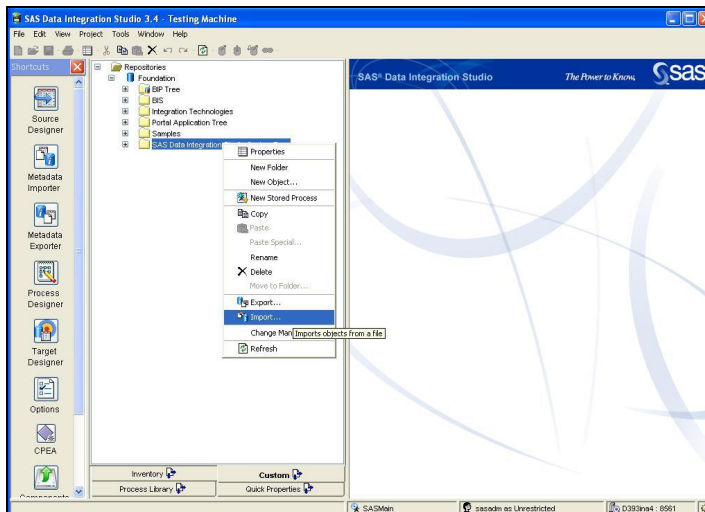 SAS Data Integration Studio 3.4 - Testing Machine
File Edit View Project Tools Window Help
Shortcuts
Source
Designer
Metadata
Importer
Metadata
Exporter
Process
Designer
Target
Designer
Options
CPEA
Repositories
Foundation
BIP Tree
BIS
Integration Technologies
Portal Application Tree
Samples
SAS Data Integration
Properties
New Folder
New Object...
New Stored Process
Copy
Paste
Paste Special...
Rename
Delete
Move to Folder...
Export...
Import...
Change Man
Imports objects from a file
Refresh
SAS® Data Integration Studio
The Power to Know.
sas
Inventory
Custom
Process Library
Quick Properties
SASMain
sasadm as Unrestricted
D393ina4 : 8561